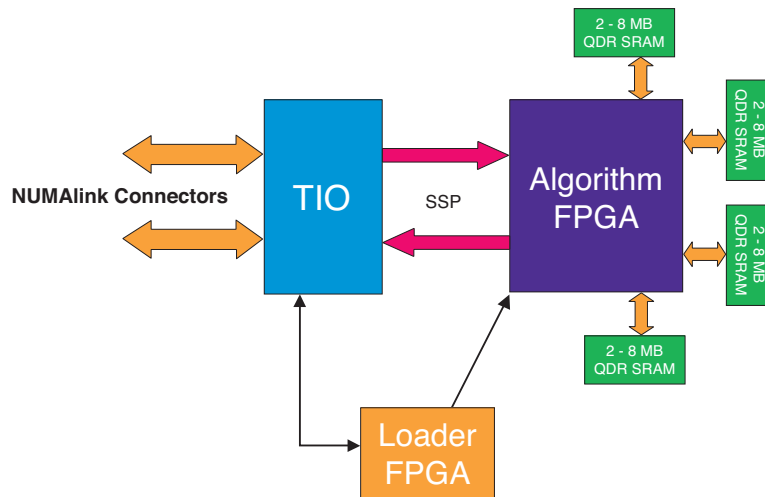 2 - 8 MB
QDR SRAM
2 - 8 MB
QDR SRAM
NUMAlink Connectors
TIO
SSP
Algorithm
FPGA
2 - 8 MB
QDR SRAM
2 - 8 MB
QDR SRAM
Loader
FPGA